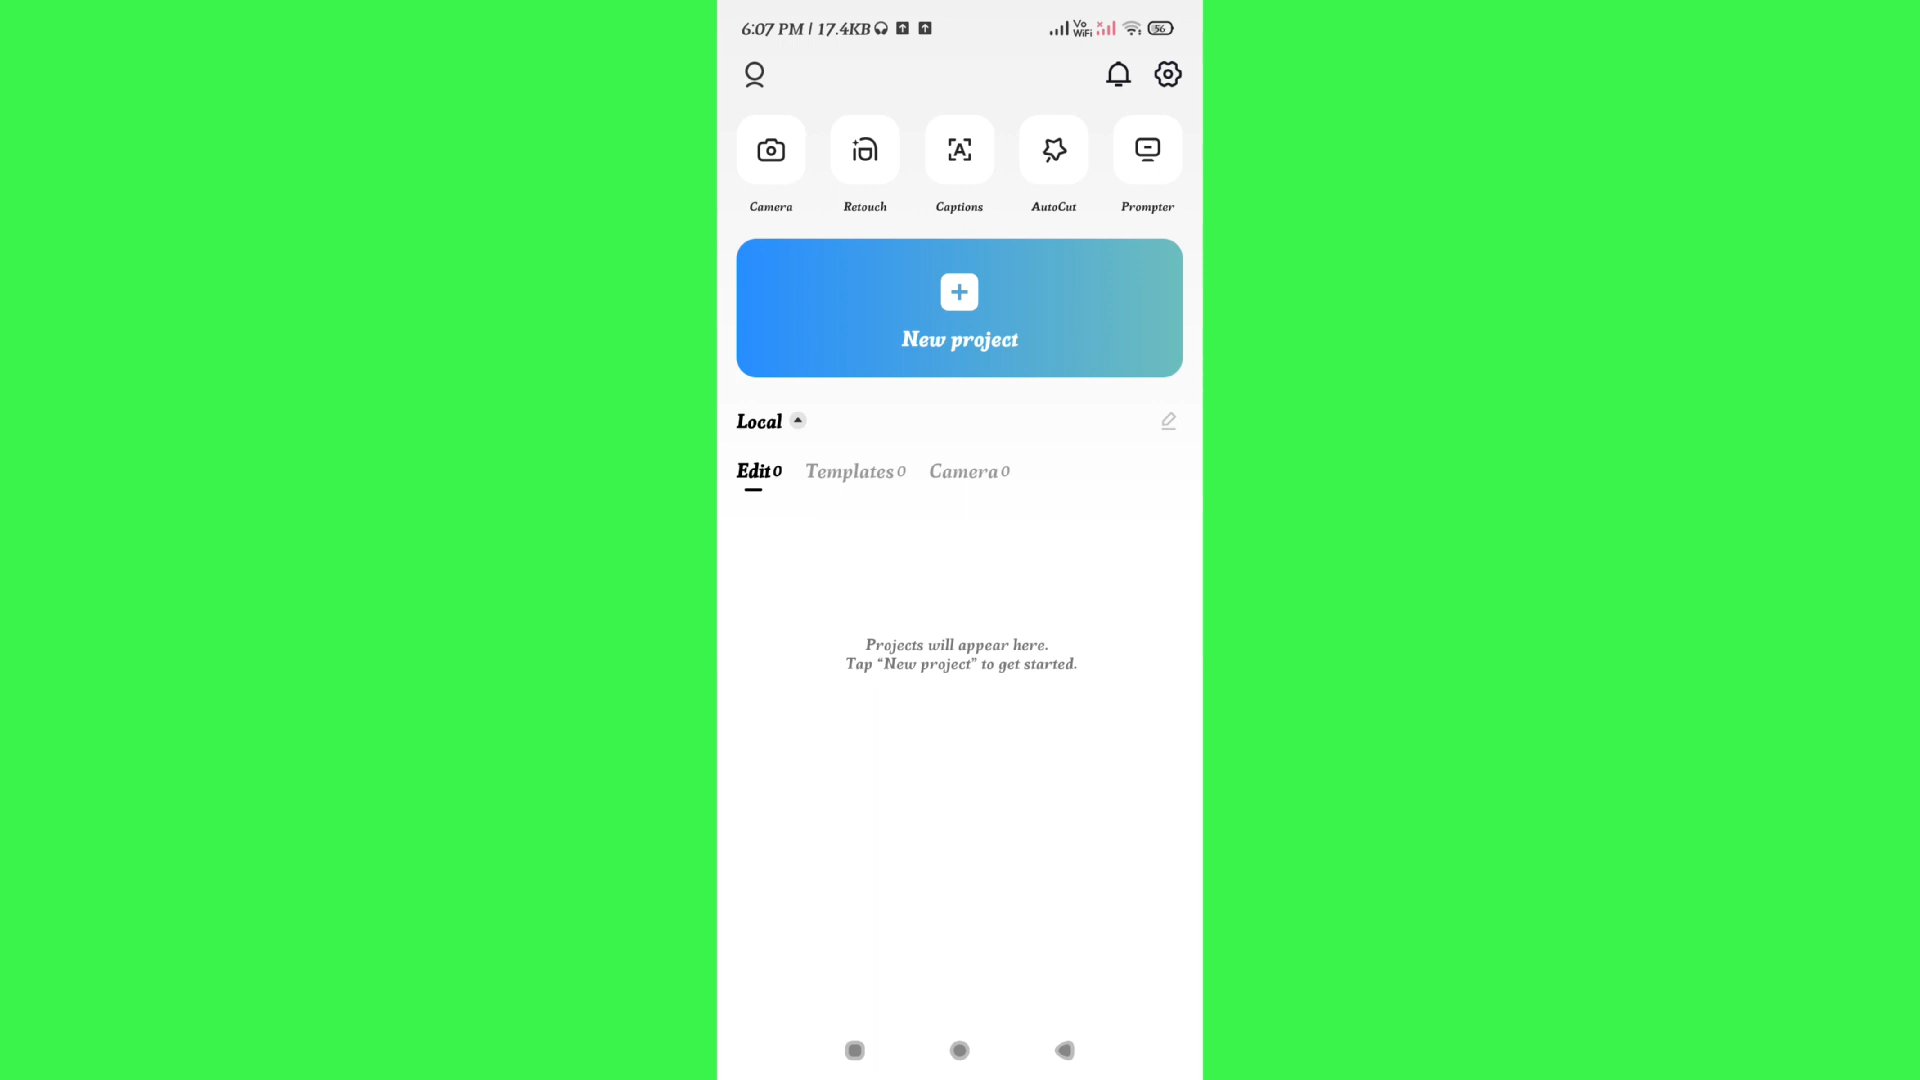 6:07 PM | 17.4KB
Vo
WiFi
56
Camera
Retouch
Captions
AutoCut
Prompter
New project
Local
Edit 0
Templates 0
Camera 0
Projects will appear here.
Tap “New project” to get started.